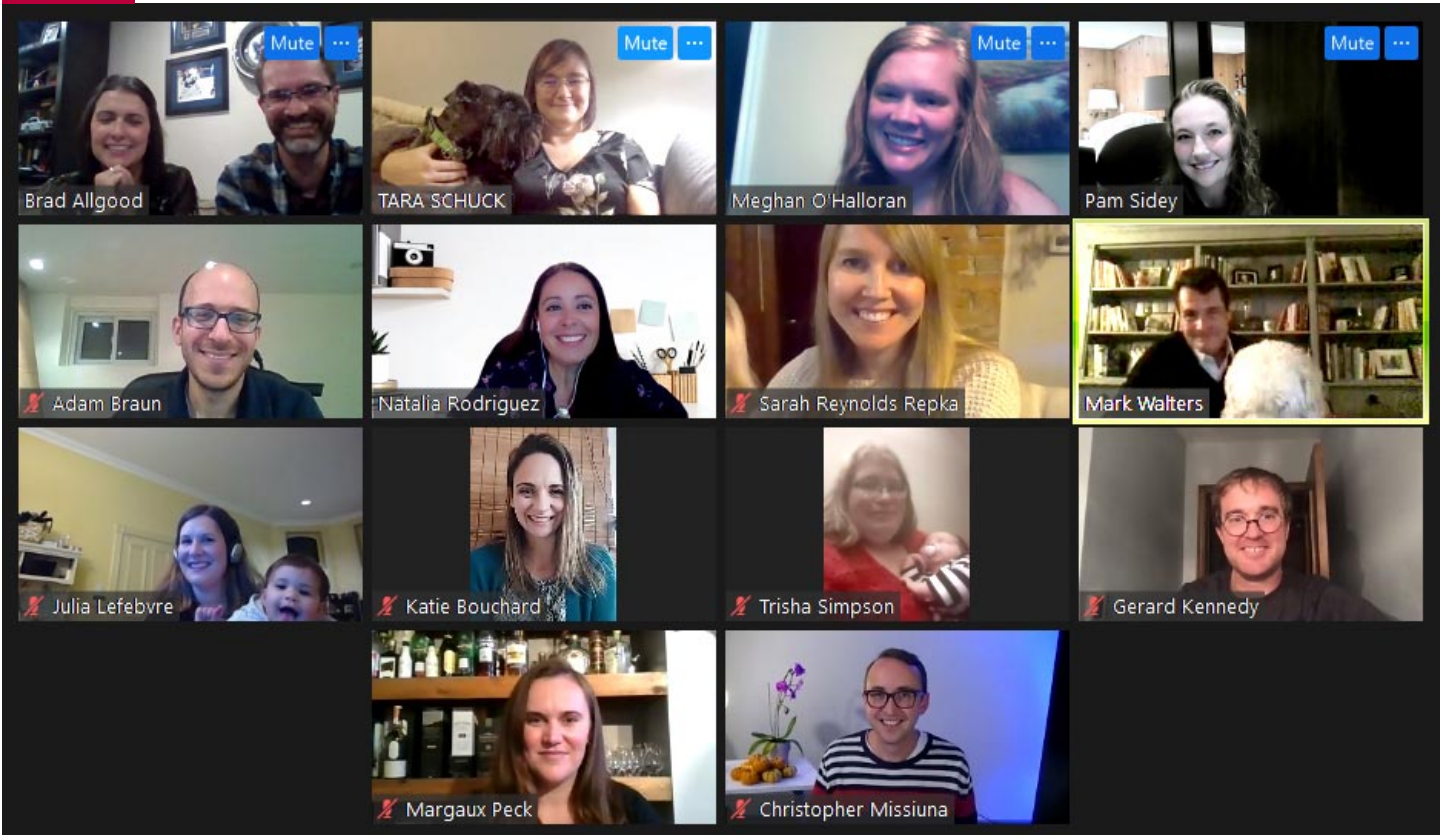 Mute ...
Mute ...
Mute ...
Mute ...
Brad Allgood
TARA SCHUCK
Meghan O'Halloran
Pam Sidey
Adam Braun
Natalia Rodriguez
Sarah Reynolds Repka
Mark Walters
Julia Lefebvre
Katie Bouchard
Trisha Simpson
Gerard Kennedy
Margaux Peck
Christopher Missiuna